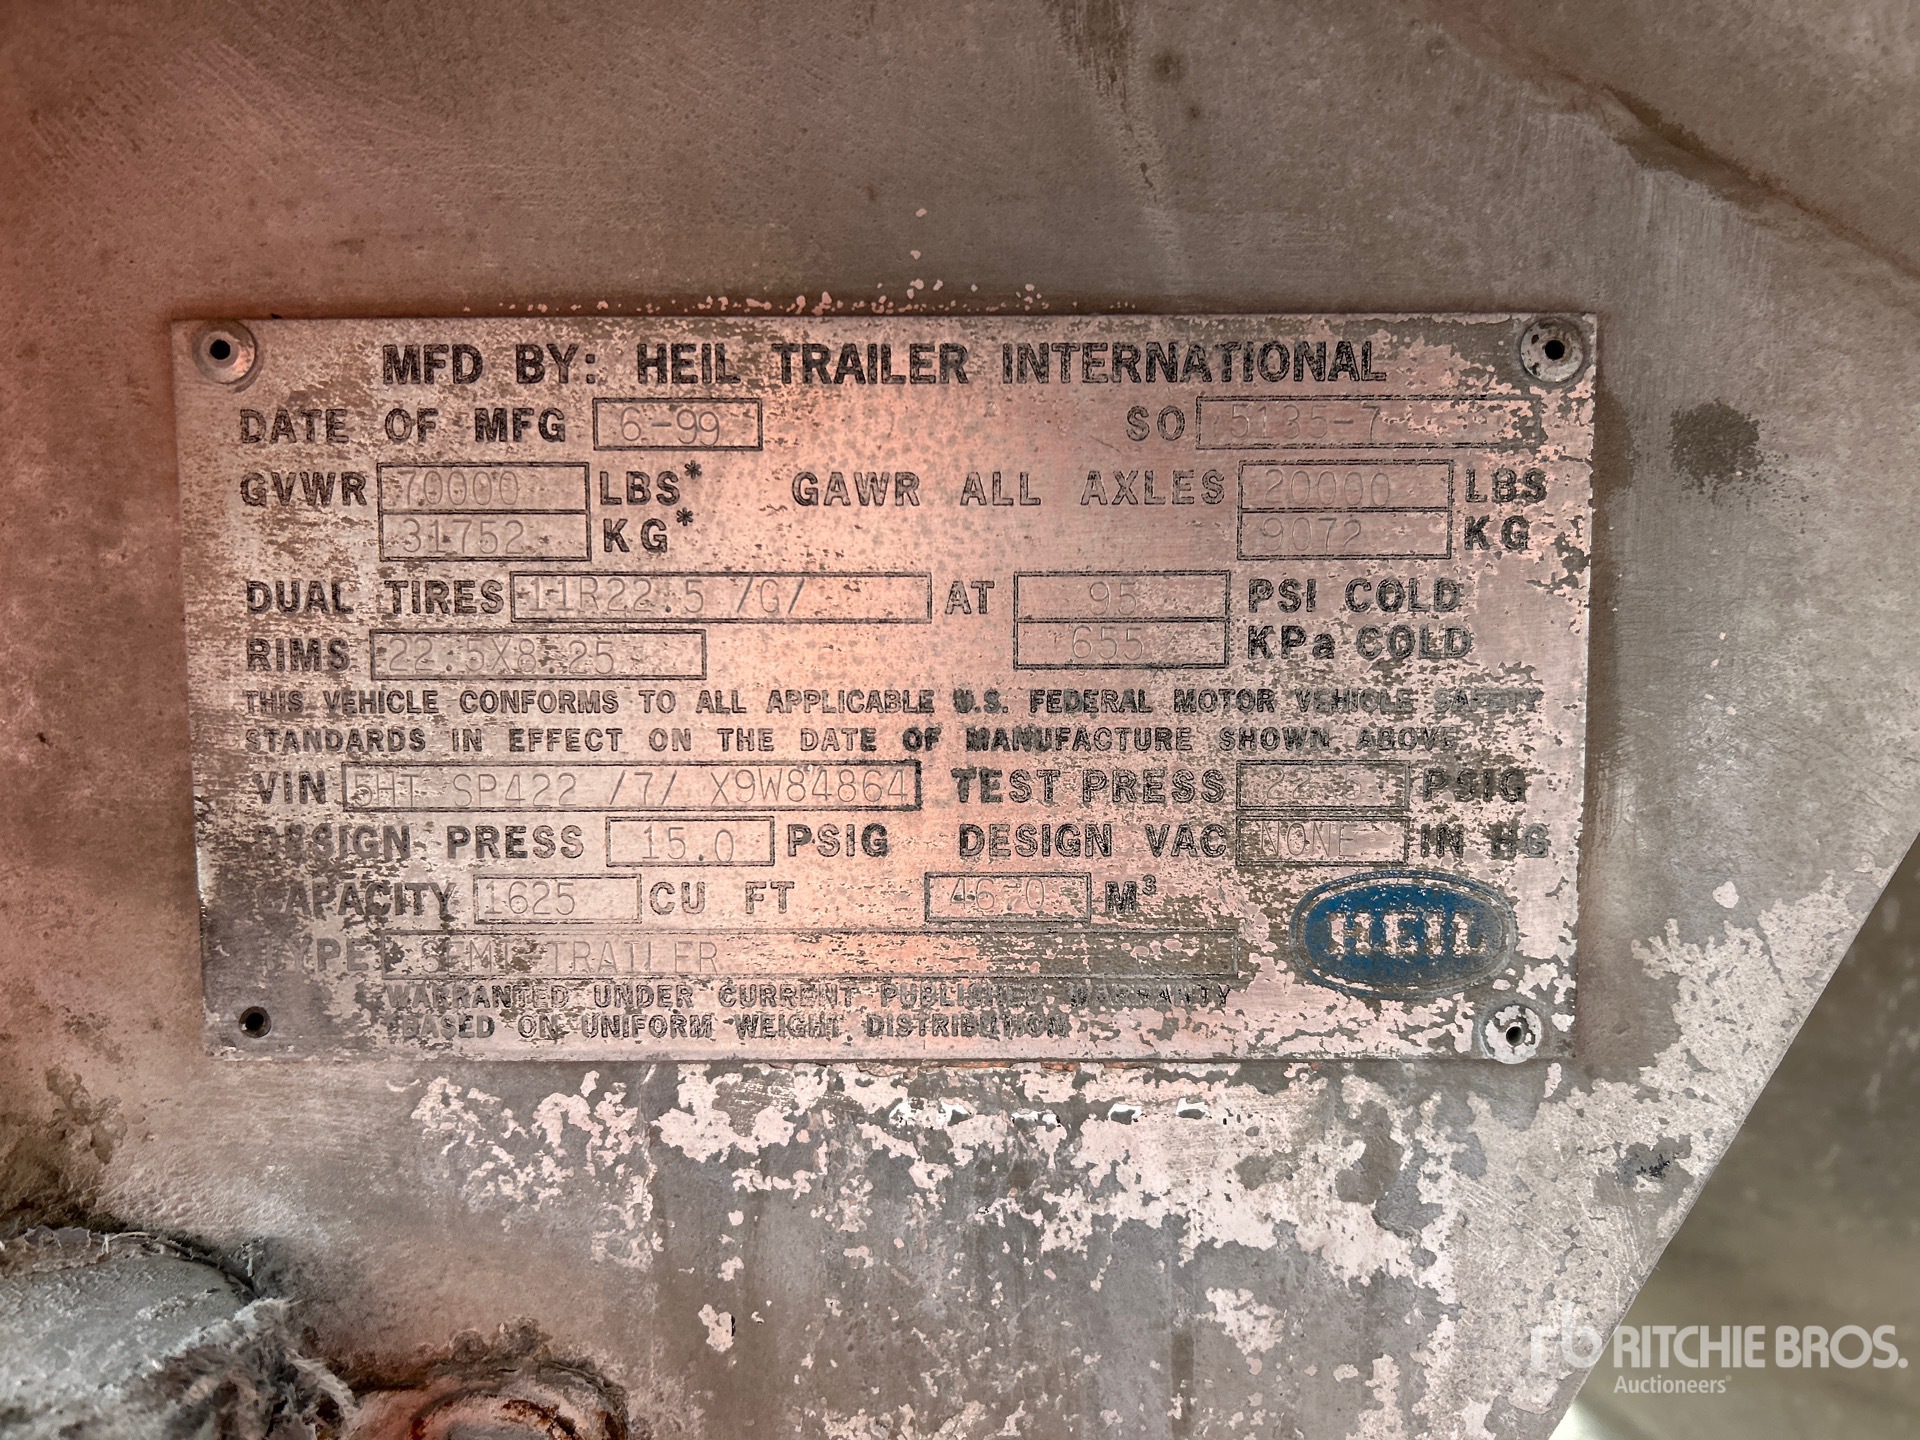 MFD BY: HEIL TRAILER INTERNATIONAL
DATE OF MFG 6-99 SO 5135-7
GVWR 70000 LBS* GAWR ALL AXLES 20000 LBS
31752 KG* 9072 KG
DUAL TIRES 11R22.5 /G/ AT 95 PSI COLD
RIMS 22.5X8.25 655 KPa COLD
THIS VEHICLE CONFORMS TO ALL APPLICABLE U.S. FEDERAL MOTOR VEHICLE SAFETY
STANDARDS IN EFFECT ON THE DATE OF MANUFACTURE SHOWN ABOVE
VIN 5HT SP422 /7/ X9W84864 TEST PRESS 22.5 PSIG
DESIGN PRESS 15.0 PSIG DESIGN VAC NONE IN HG
CAPACITY 1625 CU FT 46.0 M³
TYPE SEMI-TRAILER
HEIL
WARRANTED UNDER CURRENT PUBLISHED WARRANTY
*BASED ON UNIFORM WEIGHT DISTRIBUTION
rb RITCHIE BROS.
Auctioneers